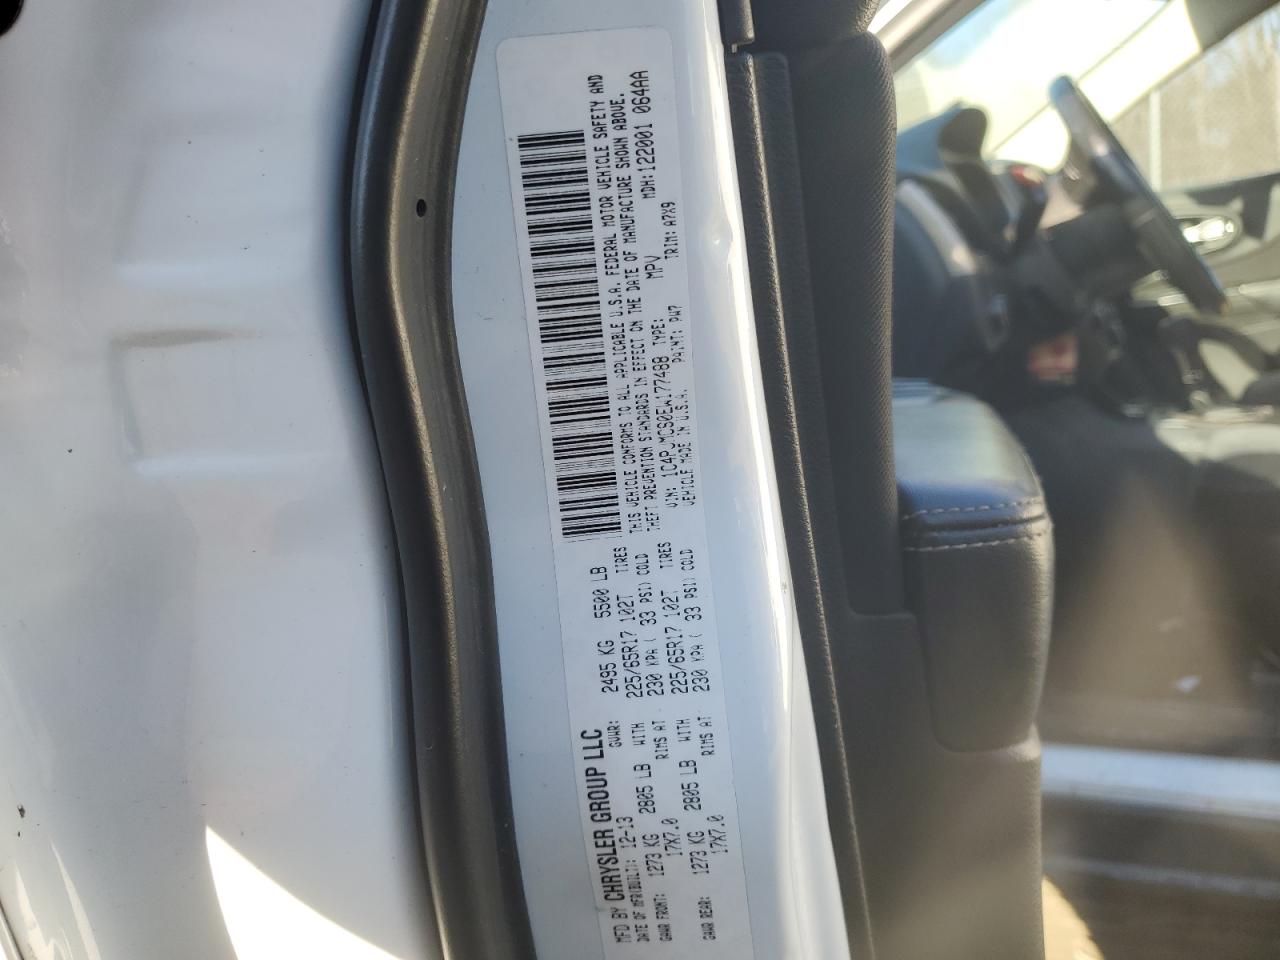 MFD BY CHRYSLER GROUP LLC
DATE OF MFR(BUILT): 12-13 GVWR: 2495 KG 5500 LB
GAWR FRONT: 1273 KG 2805 LB WITH 225/65R17 102T TIRES
17X7.0 RIMS AT 230 KPA ( 33 PSI) COLD
GAWR REAR: 1273 KG 2805 LB WITH 225/65R17 102T TIRES
17X7.0 RIMS AT 230 KPA ( 33 PSI) COLD
THIS VEHICLE CONFORMS TO ALL APPLICABLE U.S.A. FEDERAL MOTOR VEHICLE SAFETY AND
THEFT PREVENTION STANDARDS IN EFFECT ON THE DATE OF MANUFACTURE SHOWN ABOVE.
VIN: 1C4PJMCS0EW177488 TYPE: MPV MDH: 122001 064AA
VEHICLE MADE IN U.S.A. PAINT: PW7 TRIM: A7X9